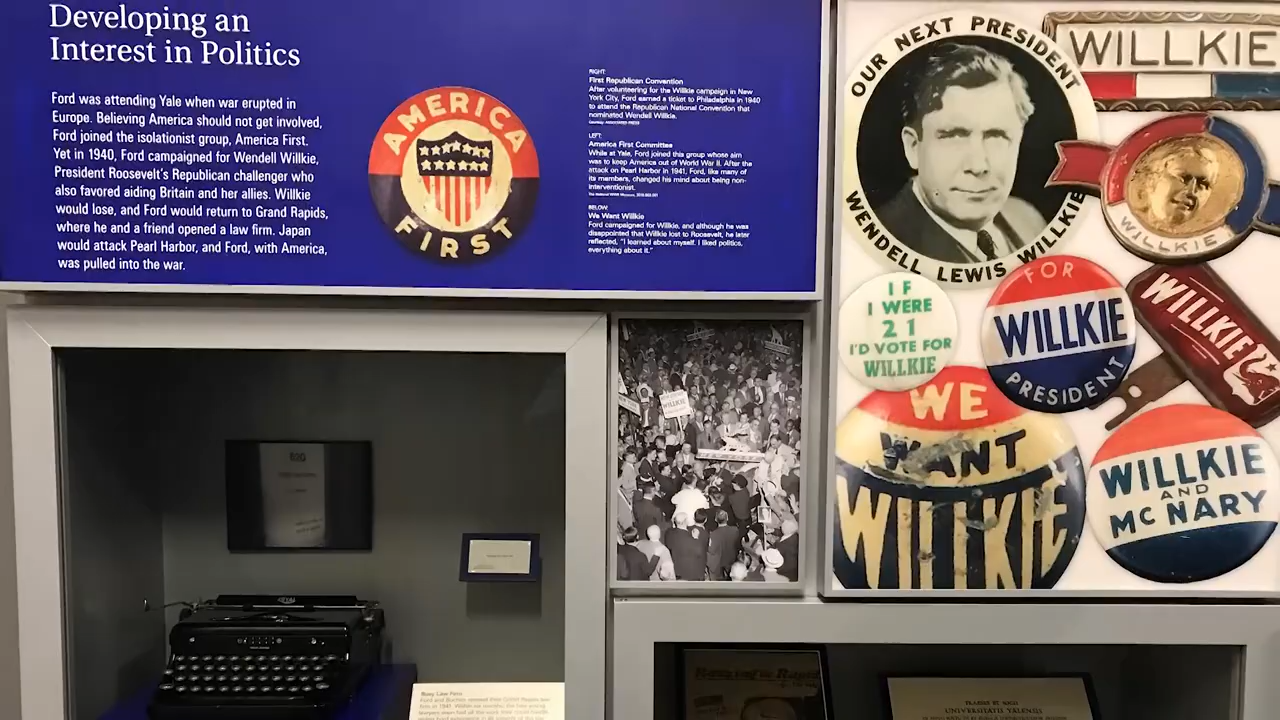 Developing an
Interest in Politics
Ford was attending Yale when war erupted in
Europe. Believing America should not get involved,
Ford joined the isolationist group, America First.
Yet in 1940, Ford campaigned for Wendell Willkie,
President Roosevelt's Republican challenger who
also favored aiding Britain and her allies. Willkie
would lose, and Ford would return to Grand Rapids,
where he and a friend opened a law firm. Japan
would attack Pearl Harbor, and Ford, with America,
was pulled into the war.
AMERICA
FIRST
RIGHT:
First Republican Convention
After volunteering for the Willkie campaign in New
York City, Ford earned a ticket to Philadelphia in 1940
to attend the Republican National Convention that
nominated Wendell Willkie.
Courtesy ASSOCIATED PRESS
LEFT:
America First Committee
While at Yale, Ford joined this group whose aim
was to keep America out of World War II. After the
attack on Pearl Harbor in 1941, Ford, like many of
its members, changed his mind about being non-
interventionist.
BELOW:
We Want Willkie
Ford campaigned for Willkie, and although he was
disappointed that Willkie lost to Roosevelt, he later
reflected, "I learned about myself. I liked politics,
everything about it."
OUR NEXT PRESIDENT
WENDELL LEWIS WILLKIE
WILLKIE
WILLKIE
IF
I WERE
21
I'D VOTE FOR
WILLKIE
FOR
WILLKIE
PRESIDENT
WILLKIE
WE
WANT
WILLKIE
WILLKIE
AND
McNARY
WILLKIE
Busy Law Firm
UNIVERSITATIS YALENSIS